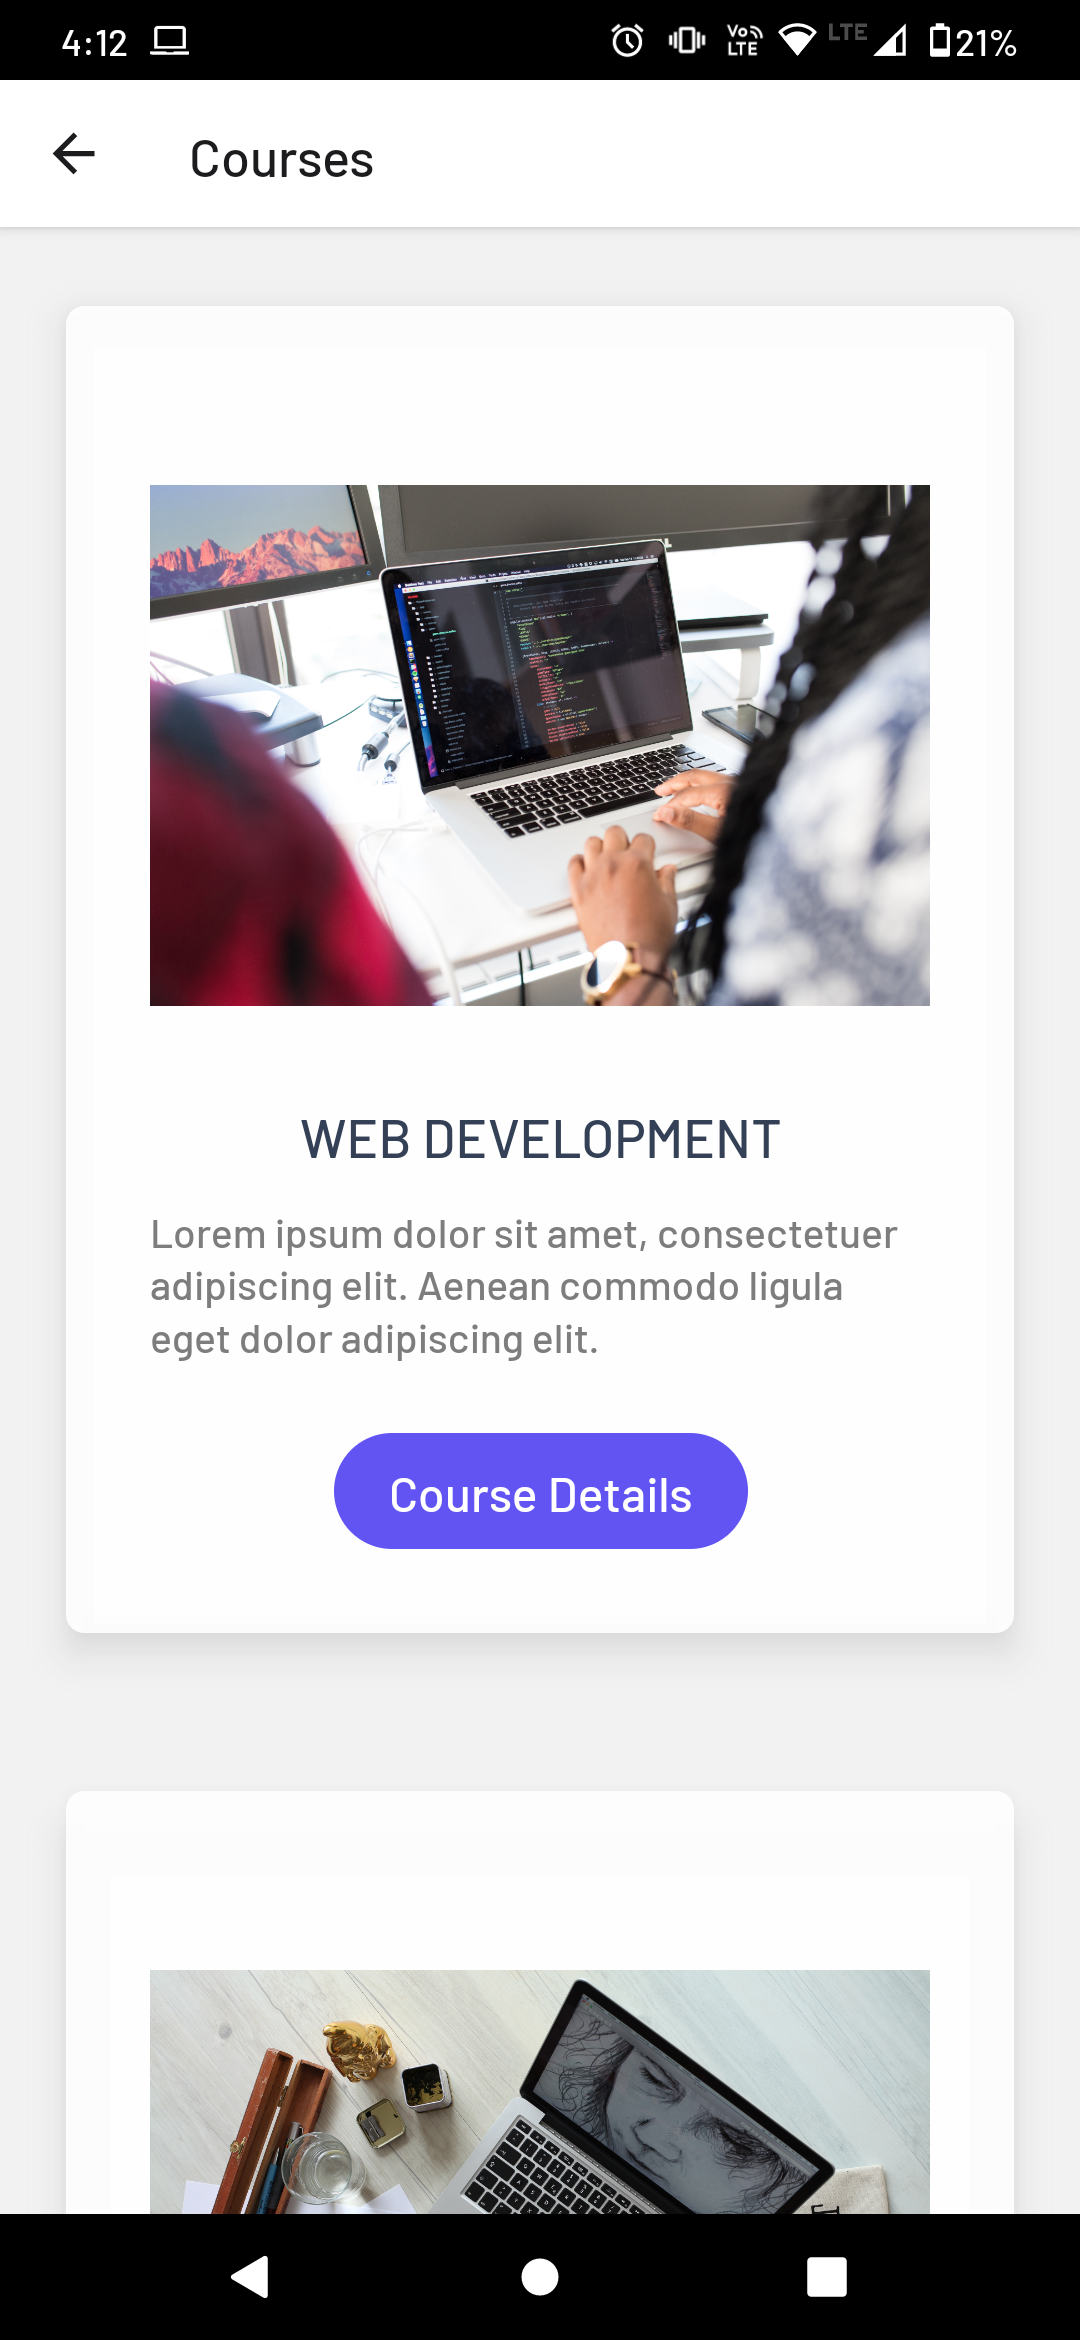 4:12
Vo LTE
LTE
21%
Courses
WEB DEVELOPMENT
Lorem ipsum dolor sit amet, consectetuer
adipiscing elit. Aenean commodo ligula
eget dolor adipiscing elit.
Course Details